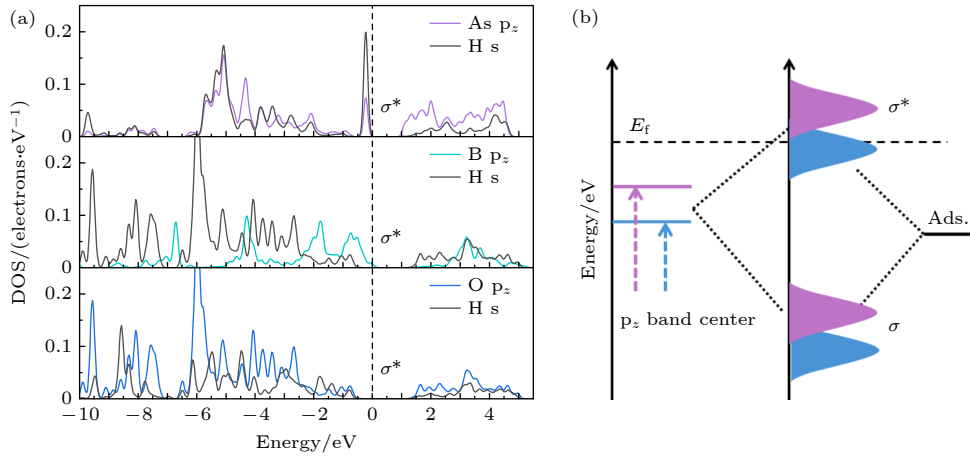 (a)
DOS/(electrons·eV⁻¹)
0.2
0.1
0
As p_z
H s
σ*
0.2
0.1
0
B p_z
H s
σ*
0.2
0.1
0
O p_z
H s
σ*
−10 −8 −6 −4 −2 0 2 4
Energy/eV
(b)
Energy/eV
E_f
p_z band center
σ*
Ads.
σ